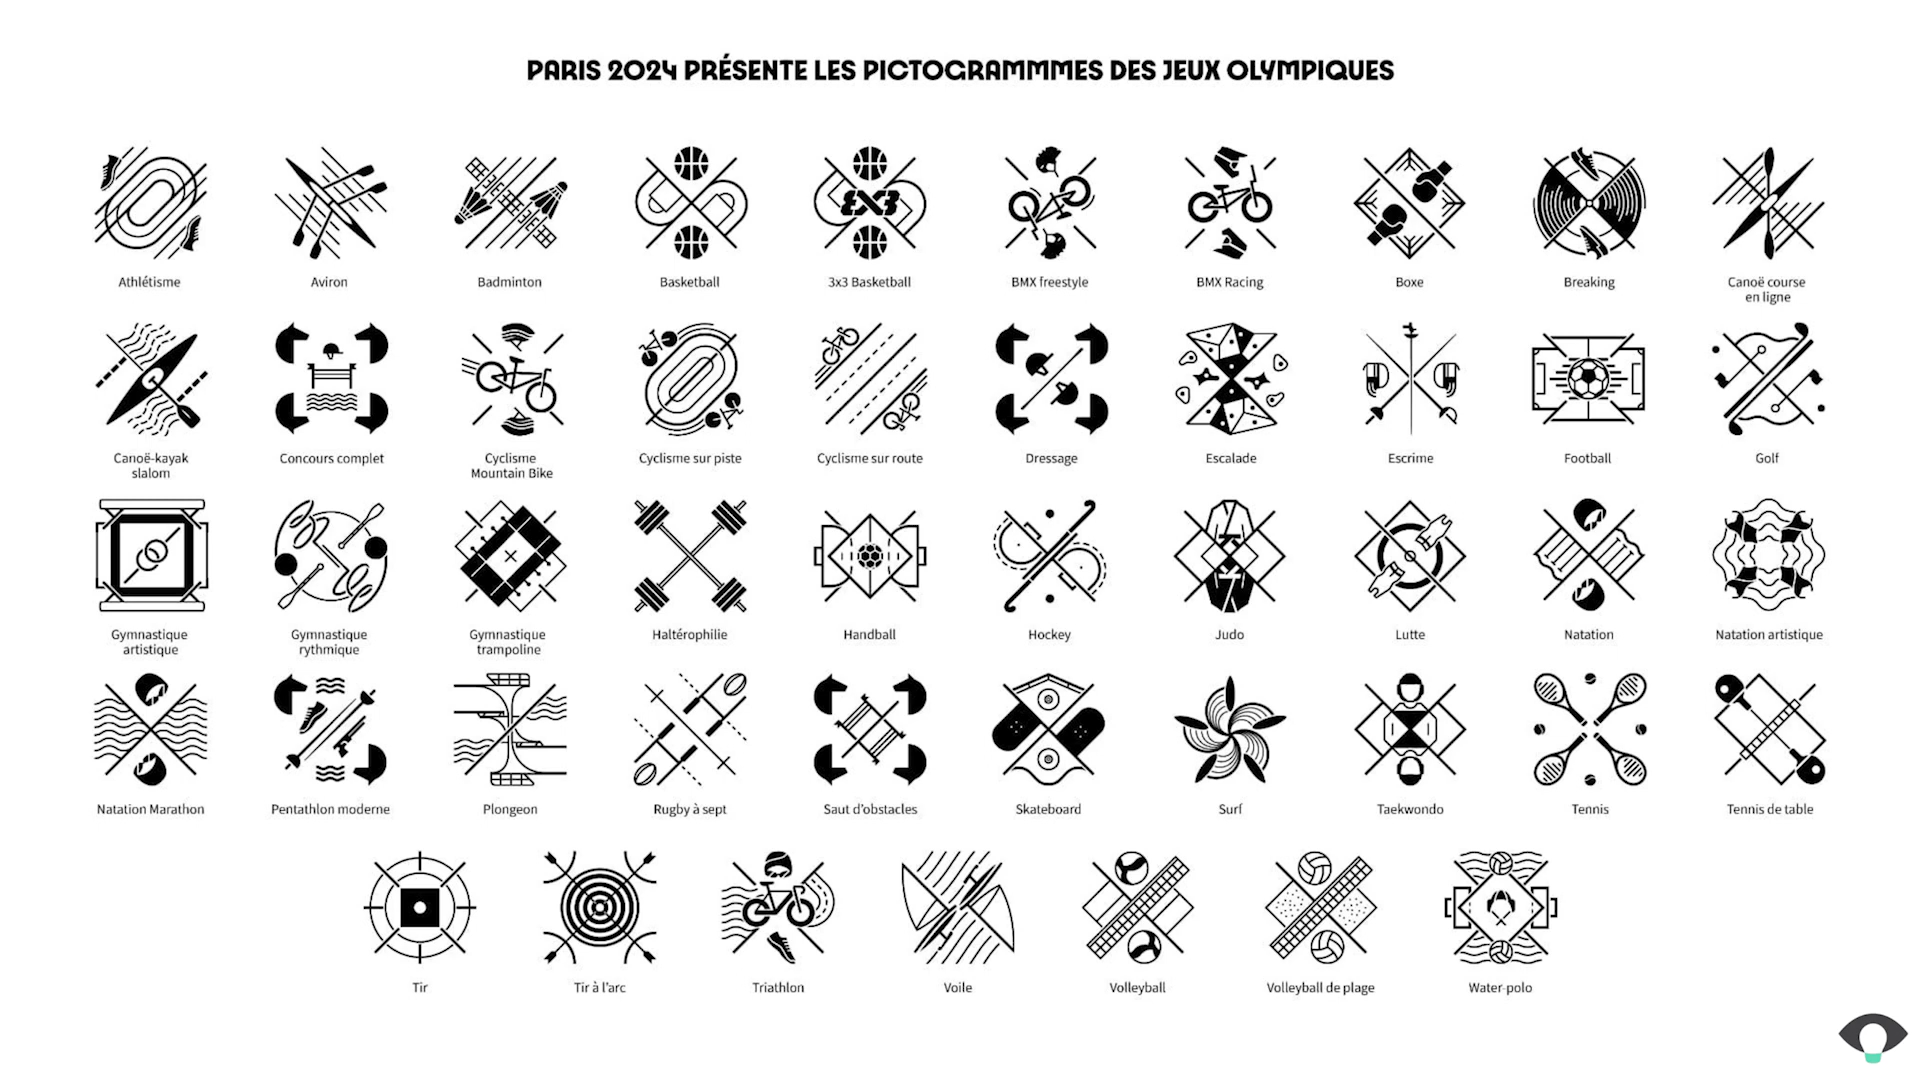 PARIS 2024 PRÉSENTE LES PICTOGRAMMMES DES JEUX OLYMPIQUES
Athlétisme
Aviron
Badminton
Basketball
3x3
3x3 Basketball
BMX freestyle
BMX Racing
Boxe
Breaking
Canoë course
en ligne
Canoë-kayak
slalom
Concours complet
Cyclisme
Mountain Bike
Cyclisme sur piste
Cyclisme sur route
Dressage
Escalade
Escrime
Football
Golf
Gymnastique
artistique
Gymnastique
rythmique
Gymnastique
trampoline
Haltérophilie
Handball
Hockey
Judo
Lutte
Natation
Natation artistique
Natation Marathon
Pentathlon moderne
Plongeon
Rugby à sept
Saut d'obstacles
Skateboard
Surf
Taekwondo
Tennis
Tennis de table
Tir
Tir à l'arc
Triathlon
Voile
Volleyball
Volleyball de plage
Water-polo